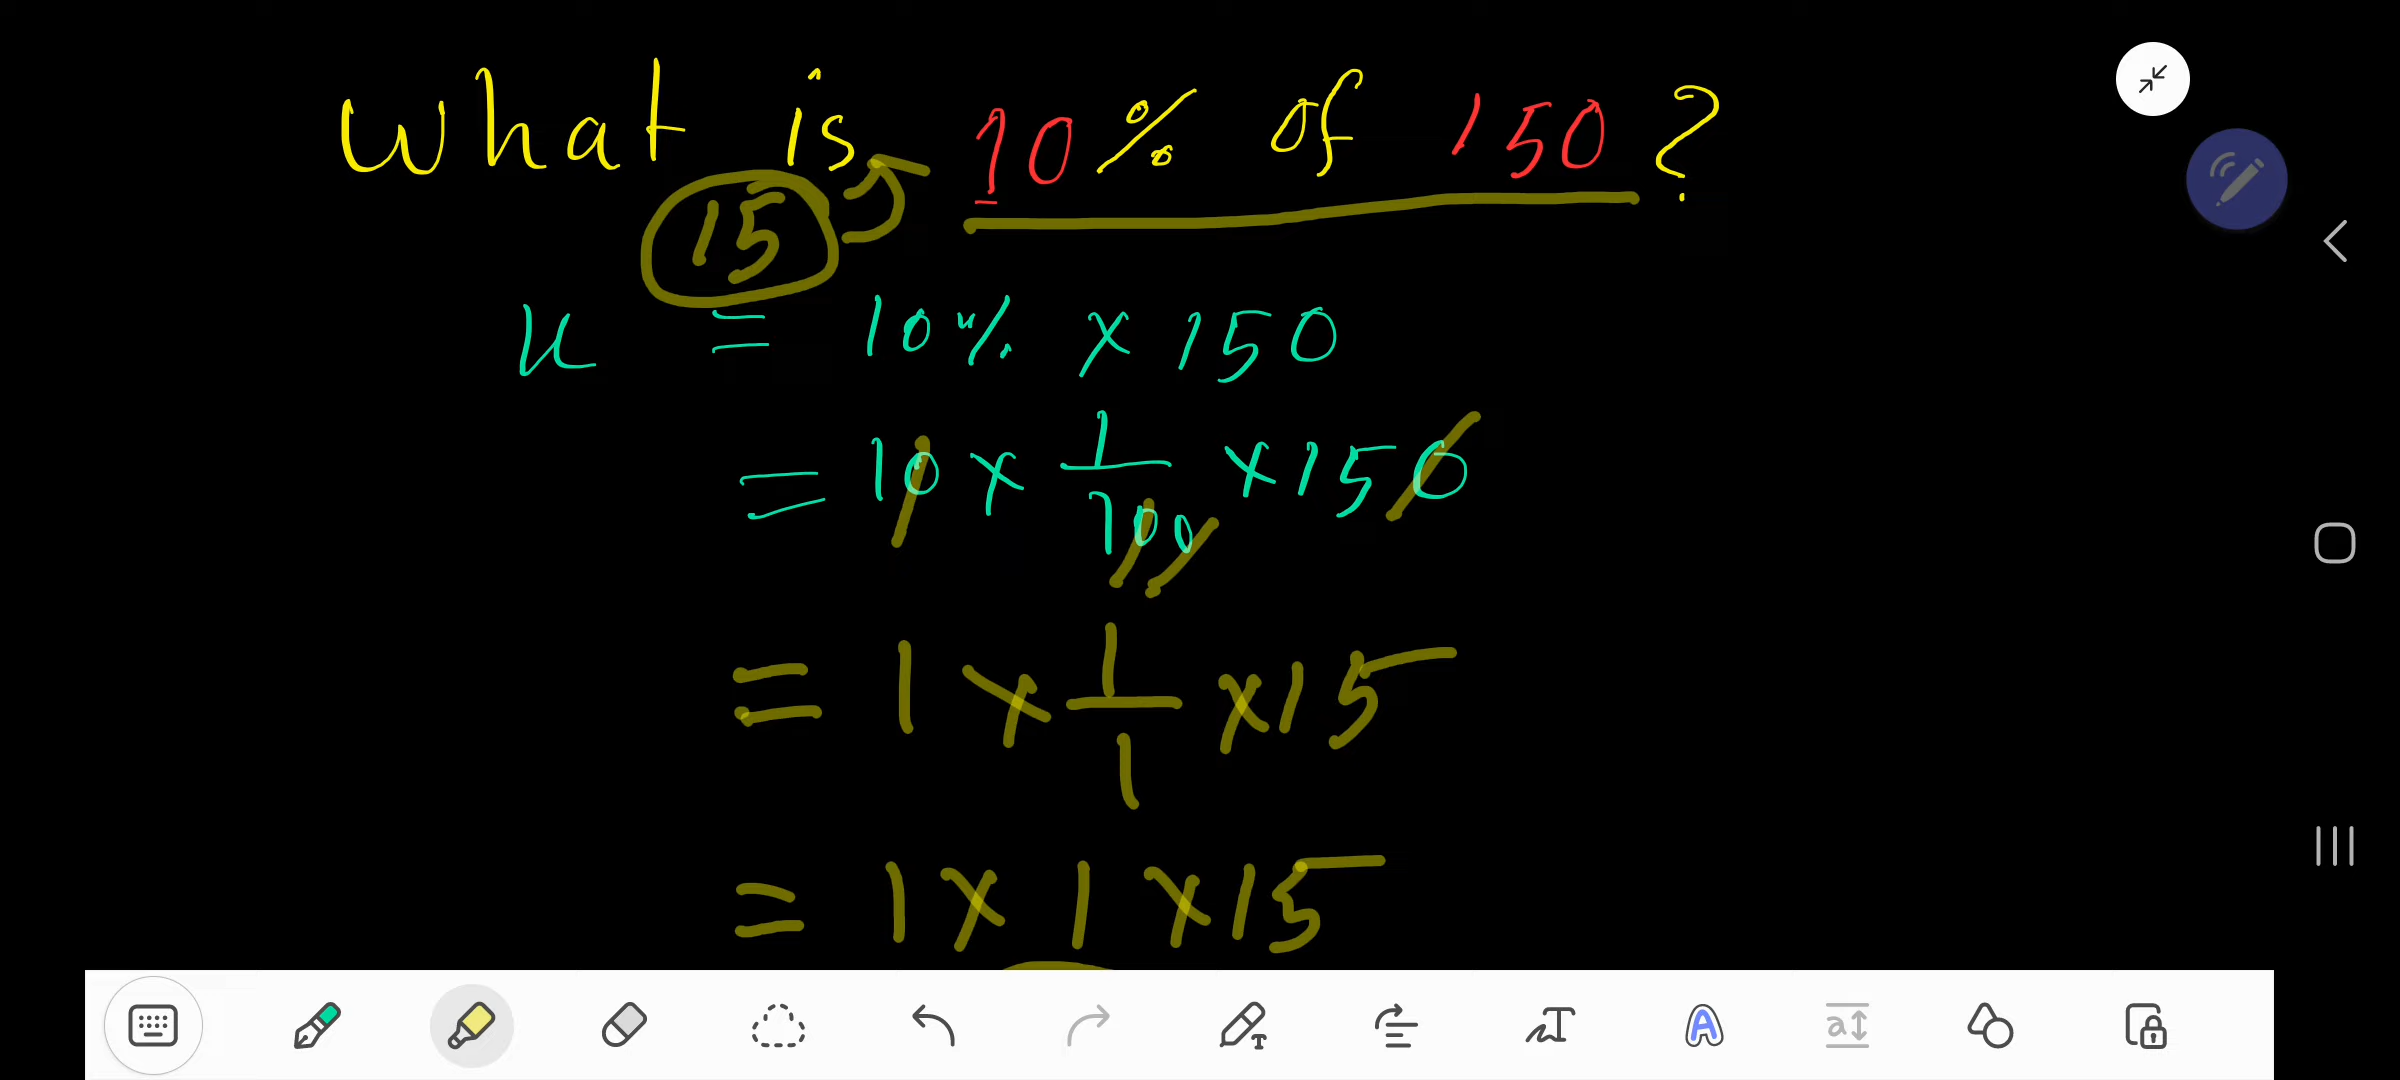 What is 10% of 150?
15
x = 10% × 150
= 10 × 1/100 × 150
= 1 × 1/1 × 15
= 1 × 1 × 15